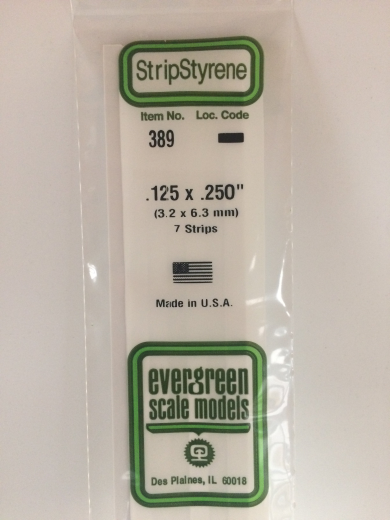 StripStyrene
Item No. Loc. Code
389
.125 x .250"
(3.2 x 6.3 mm)
7 Strips
Made in U.S.A.
evergreen
scale models
Des Plaines, IL 60018